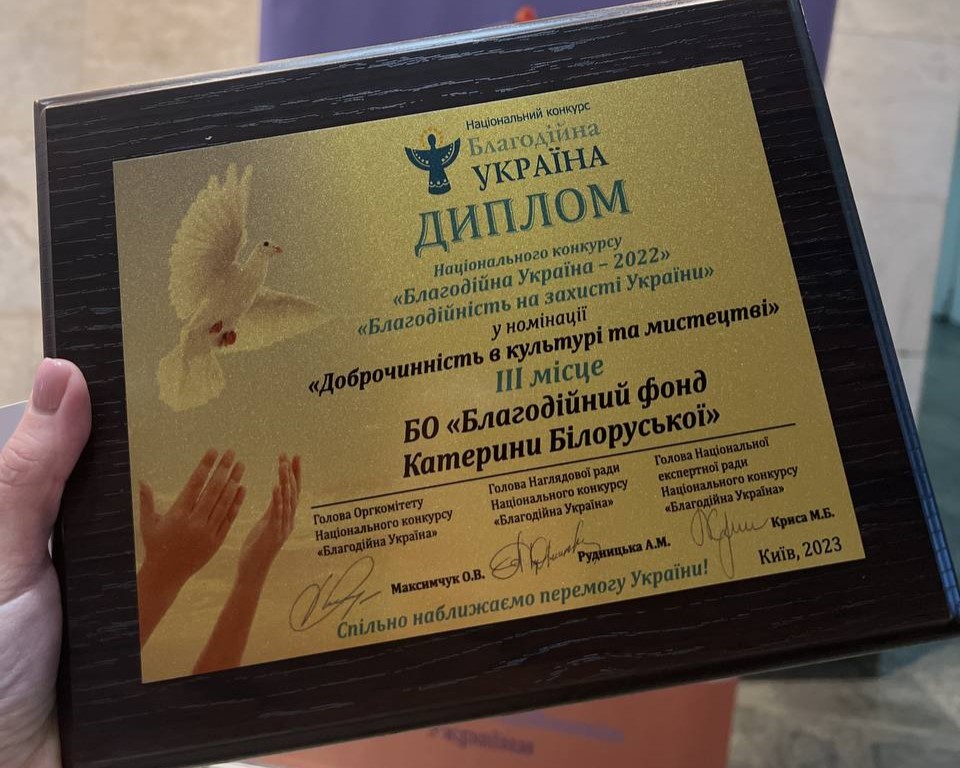 Національний конкурс
Благодійна
УКРАЇНА
ДИПЛОМ
Національного конкурсу
«Благодійна Україна – 2022»
«Благодійність на захисті України»
у номінації
«Доброчинність в культурі та мистецтві»
III місце
БО «Благодійний фонд
Катерини Білоруської»
Голова Оргкомітету
Національного конкурсу
«Благодійна Україна»
Максимчук О.В.
Голова Наглядової ради
Національного конкурсу
«Благодійна Україна»
Рудницька А.М.
Голова Національної
експертної ради
Національного конкурсу
«Благодійна Україна»
Криса М.Б.
Київ, 2023
Спільно наближаємо перемогу України!